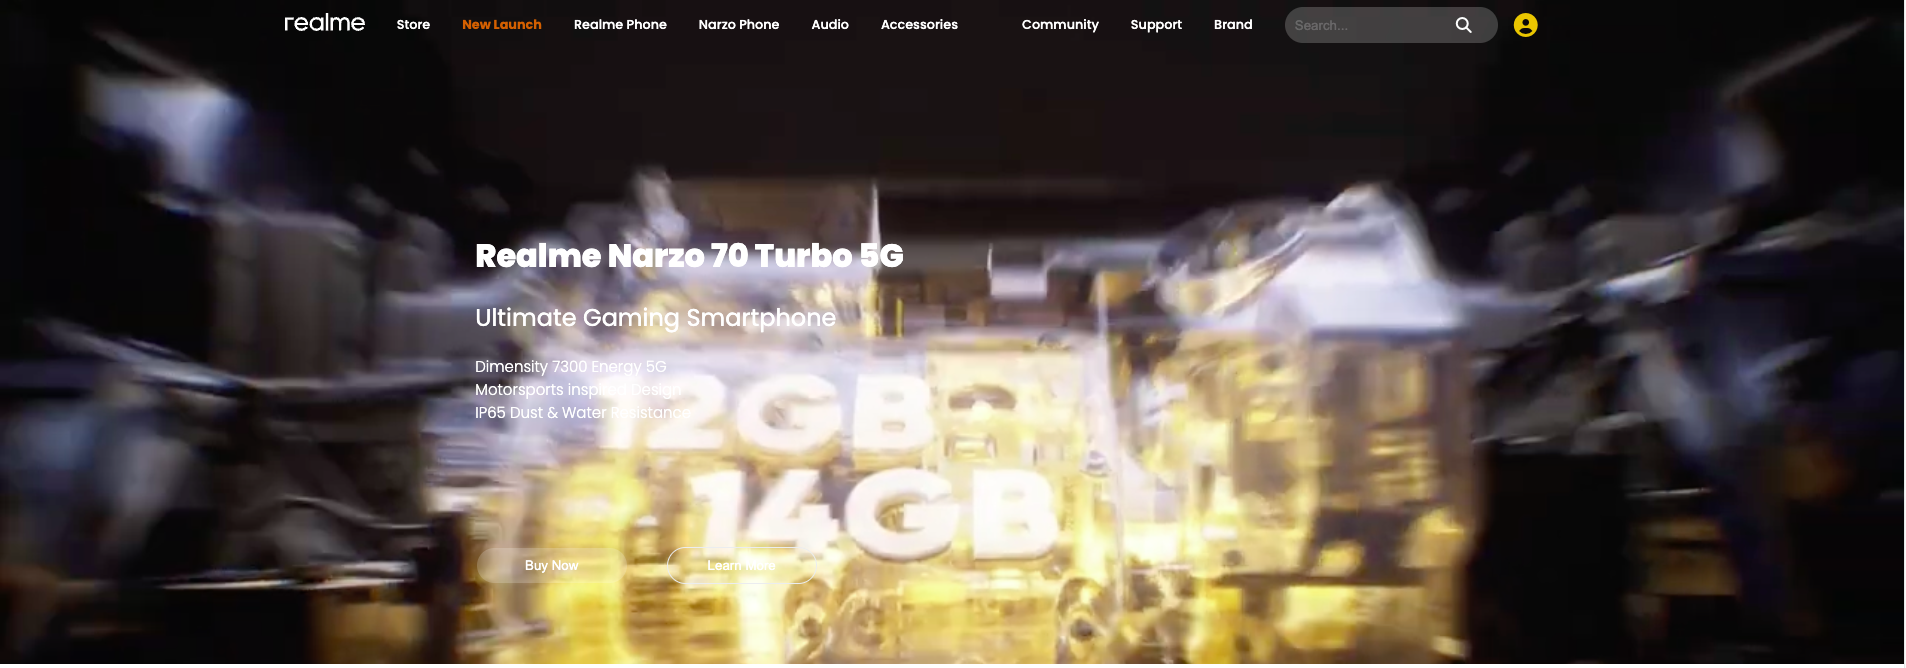 realme
Store
New Launch
Realme Phone
Narzo Phone
Audio
Accessories
Community
Support
Brand
Search...
Realme Narzo 70 Turbo 5G
Ultimate Gaming Smartphone
Dimensity 7300 Energy 5G
Motorsports inspired Design
IP65 Dust & Water Resistance
12GB
14GB
Buy Now
Learn More